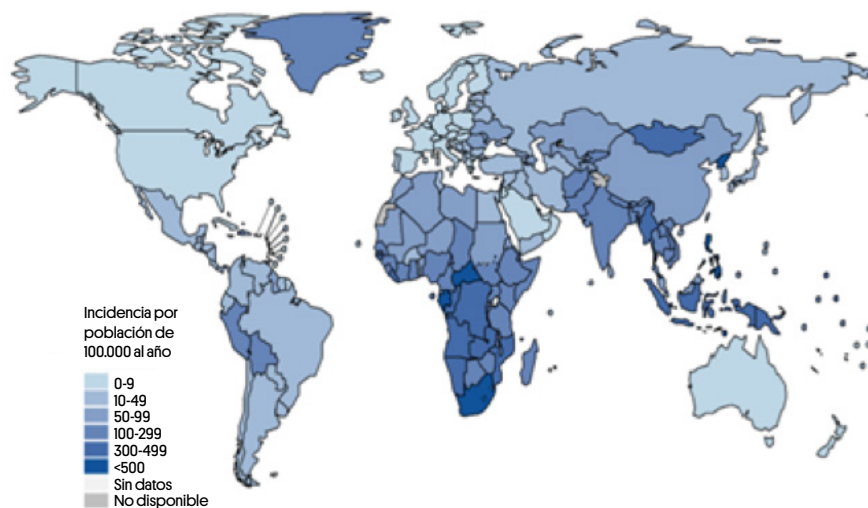 Incidencia por
población de
100.000 al año
0-9
10-49
50-99
100-299
300-499
<500
Sin datos
No disponible